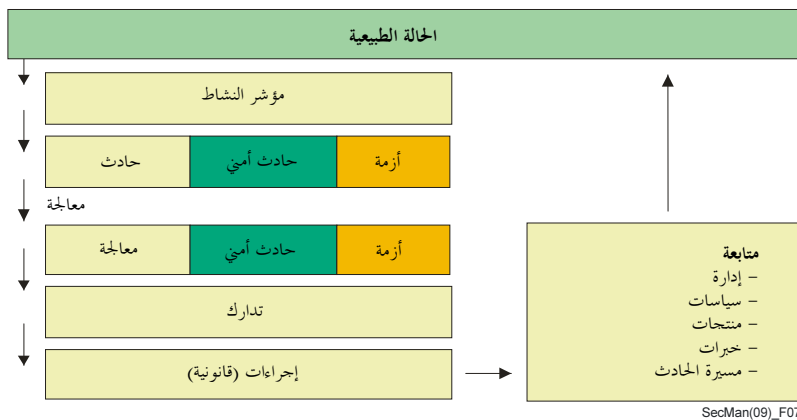 الحالة الطبيعية
مؤشر النشاط
حادث
حادث أمني
أزمة
معالجة
معالجة
حادث أمني
أزمة
تدارك
إجراءات (قانونية)
متابعة
– إدارة
– سياسات
– منتجات
– خبرات
– مسيرة الحادث
SecMan(09)_F07